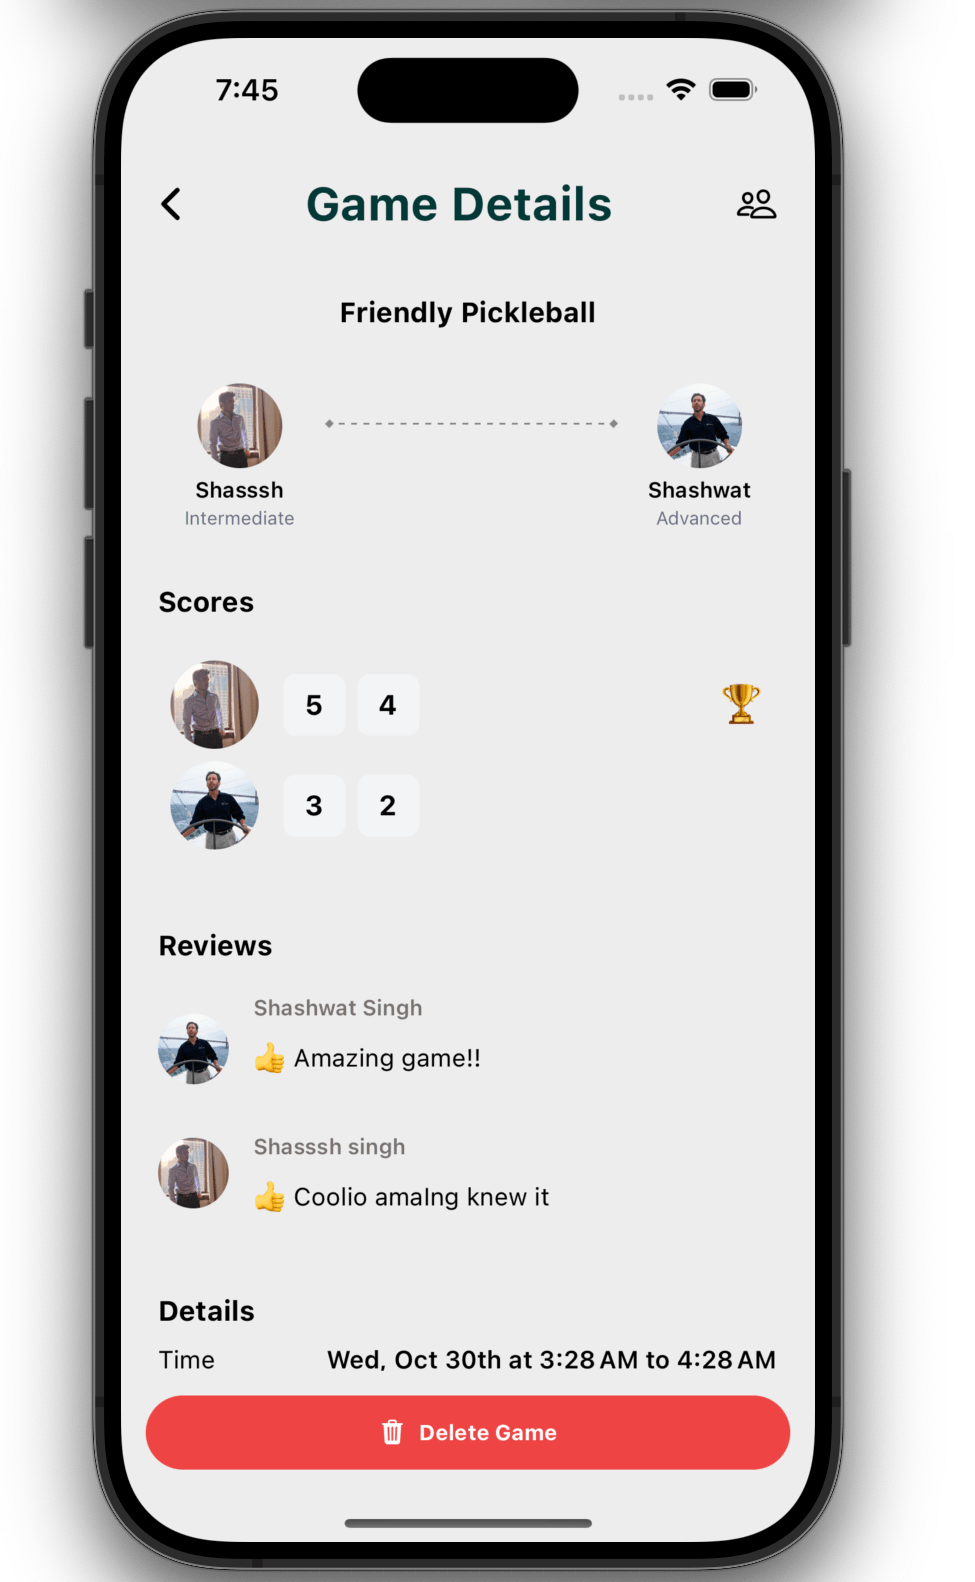 7:45
Game Details
Friendly Pickleball
Shasssh
Shashwat
Intermediate
Advanced
Scores
5 4
3 2
Reviews
Shashwat Singh
👍 Amazing game!!
Shasssh singh
👍 Coolio amaIng knew it
Details
Time Wed, Oct 30th at 3:28 AM to 4:28 AM
Delete Game